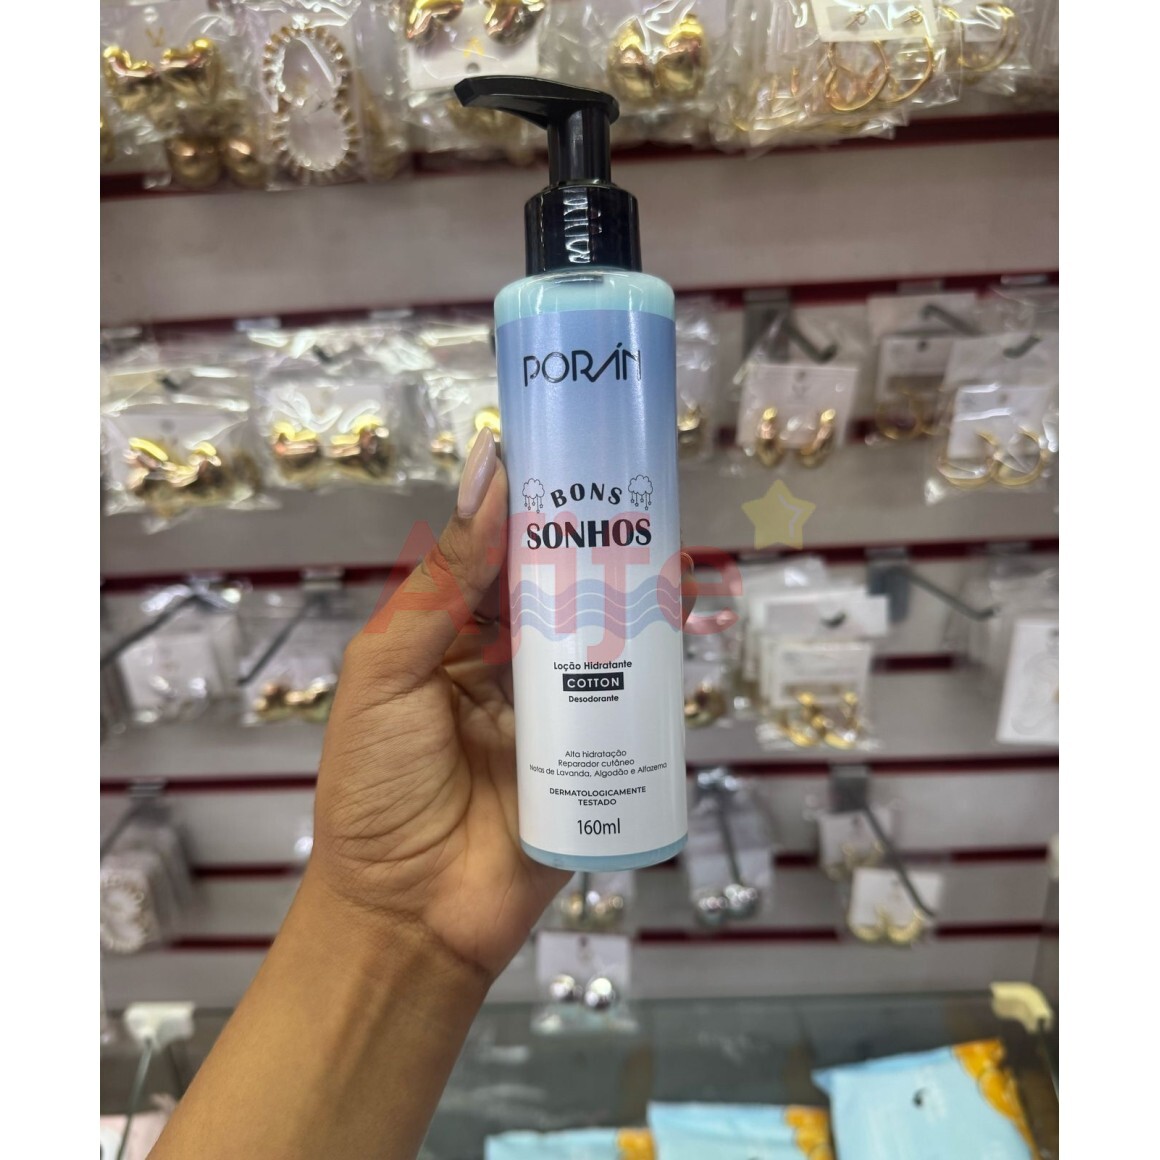 PORÁN
BONS
SONHOS
Loção Hidratante
COTTON
Desodorante
Alta hidratação
Reparador cutâneo
Notas de Lavanda, Algodão e Alfazema
DERMATOLOGICAMENTE
TESTADO
160ml